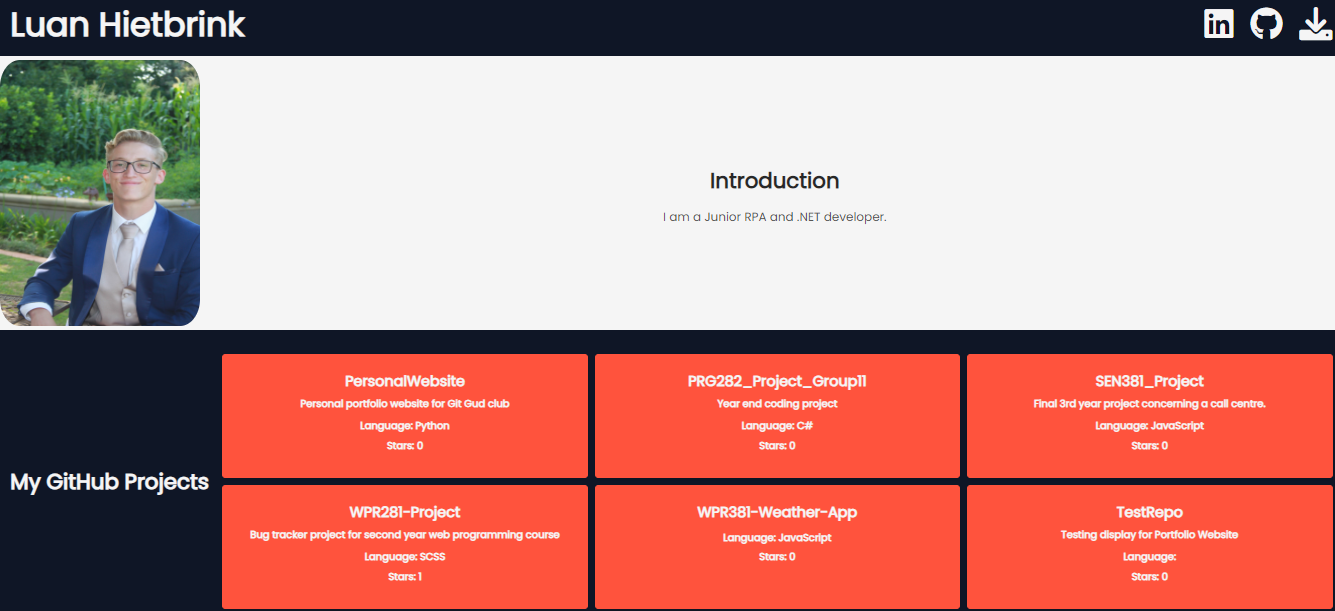 Luan Hietbrink
in
Introduction
I am a Junior RPA and .NET developer.
My GitHub Projects
PersonalWebsite
Personal portfolio website for Git Gud club
Language: Python
Stars: 0
PRG282_Project_Group11
Year end coding project
Language: C#
Stars: 0
SEN381_Project
Final 3rd year project concerning a call centre.
Language: JavaScript
Stars: 0
WPR281-Project
Bug tracker project for second year web programming course
Language: SCSS
Stars: 1
WPR381-Weather-App
Language: JavaScript
Stars: 0
TestRepo
Testing display for Portfolio Website
Language:
Stars: 0